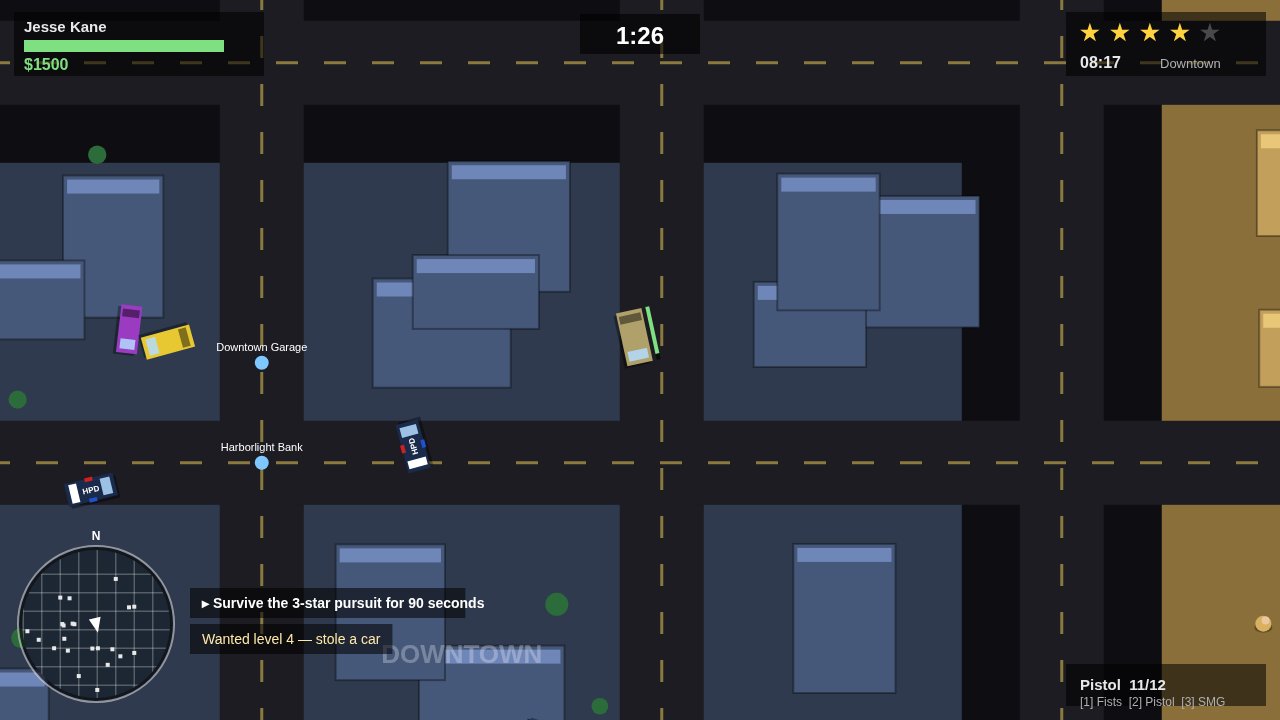 Jesse Kane
$1500
1:26
★ ★ ★ ★ ★
08:17 Downtown
Downtown Garage
Harborlight Bank
HPD
HPD
N
▸ Survive the 3-star pursuit for 90 seconds
Wanted level 4 — stole a car
DOWNTOWN
Pistol 11/12
[1] Fists [2] Pistol [3] SMG